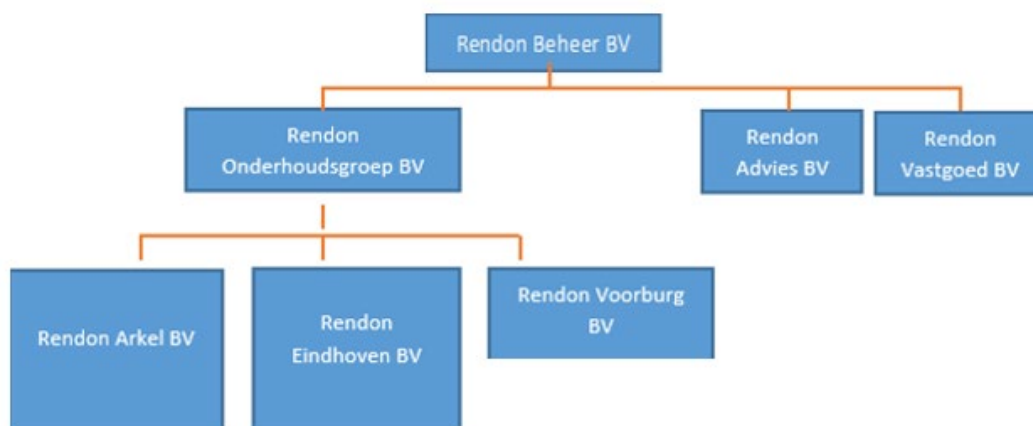 Rendon Beheer BV
Rendon
Onderhoudsgroep BV
Rendon
Advies BV
Rendon
Vastgoed BV
Rendon Arkel BV
Rendon
Eindhoven BV
Rendon Voorburg
BV